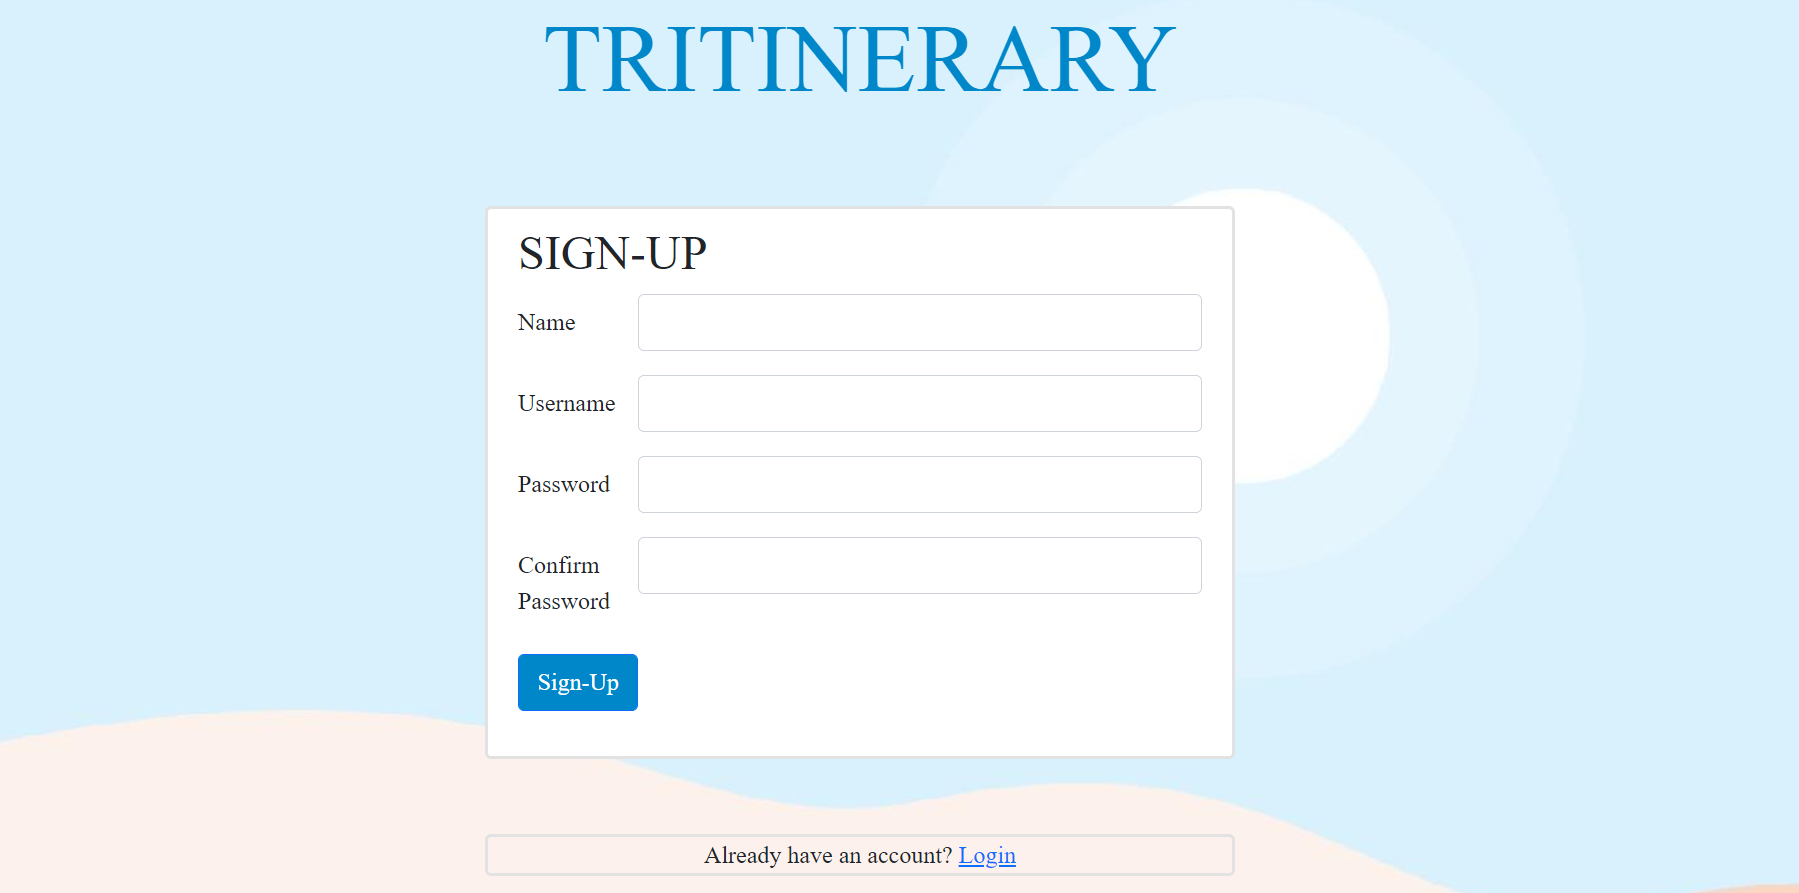 TRITINERARY
SIGN-UP
Name
Username
Password
Confirm
Password
Sign-Up
Already have an account? Login